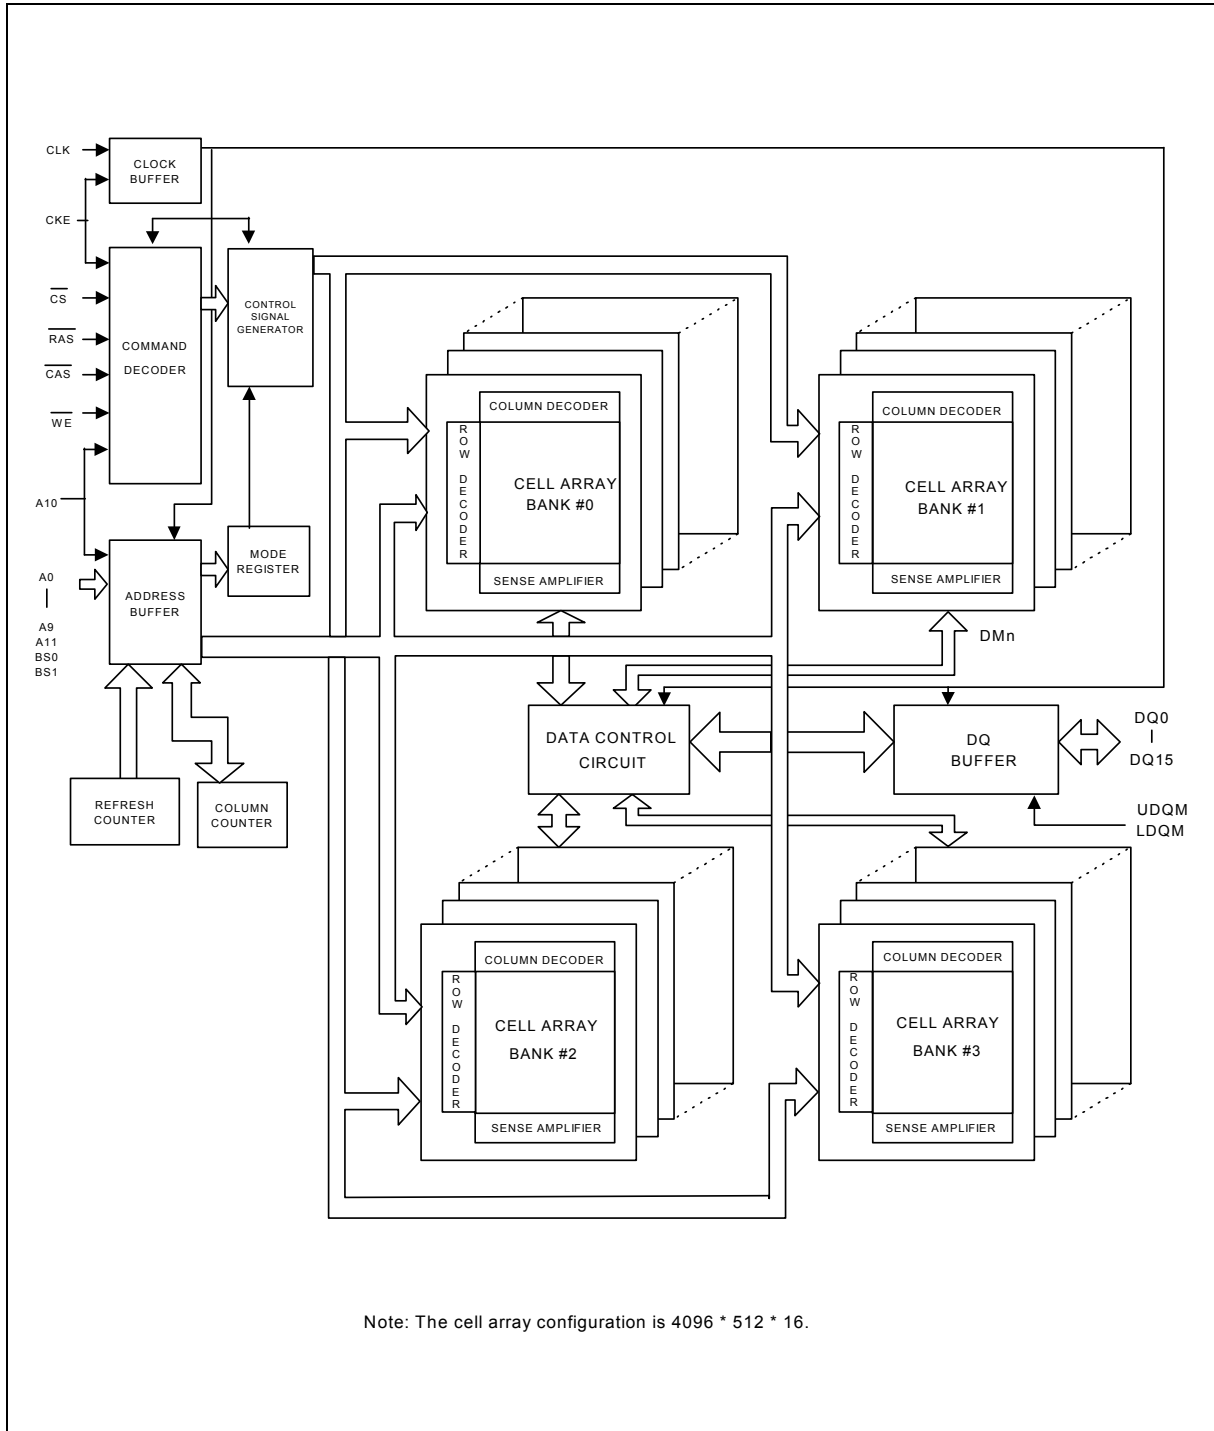 CLK
CLOCK
BUFFER
CKE
CS
RAS
CAS
WE
COMMAND
DECODER
CONTROL
SIGNAL
GENERATOR
A10
A0
A9
A11
BS0
BS1
ADDRESS
BUFFER
MODE
REGISTER
REFRESH
COUNTER
COLUMN
COUNTER
COLUMN DECODER
ROW DECODER
CELL ARRAY
BANK #0
SENSE AMPLIFIER
COLUMN DECODER
ROW DECODER
CELL ARRAY
BANK #1
SENSE AMPLIFIER
DMn
DATA CONTROL
CIRCUIT
DQ
BUFFER
DQ0
DQ15
UDQM
LDQM
COLUMN DECODER
ROW DECODER
CELL ARRAY
BANK #2
SENSE AMPLIFIER
COLUMN DECODER
ROW DECODER
CELL ARRAY
BANK #3
SENSE AMPLIFIER
Note: The cell array configuration is 4096 * 512 * 16.